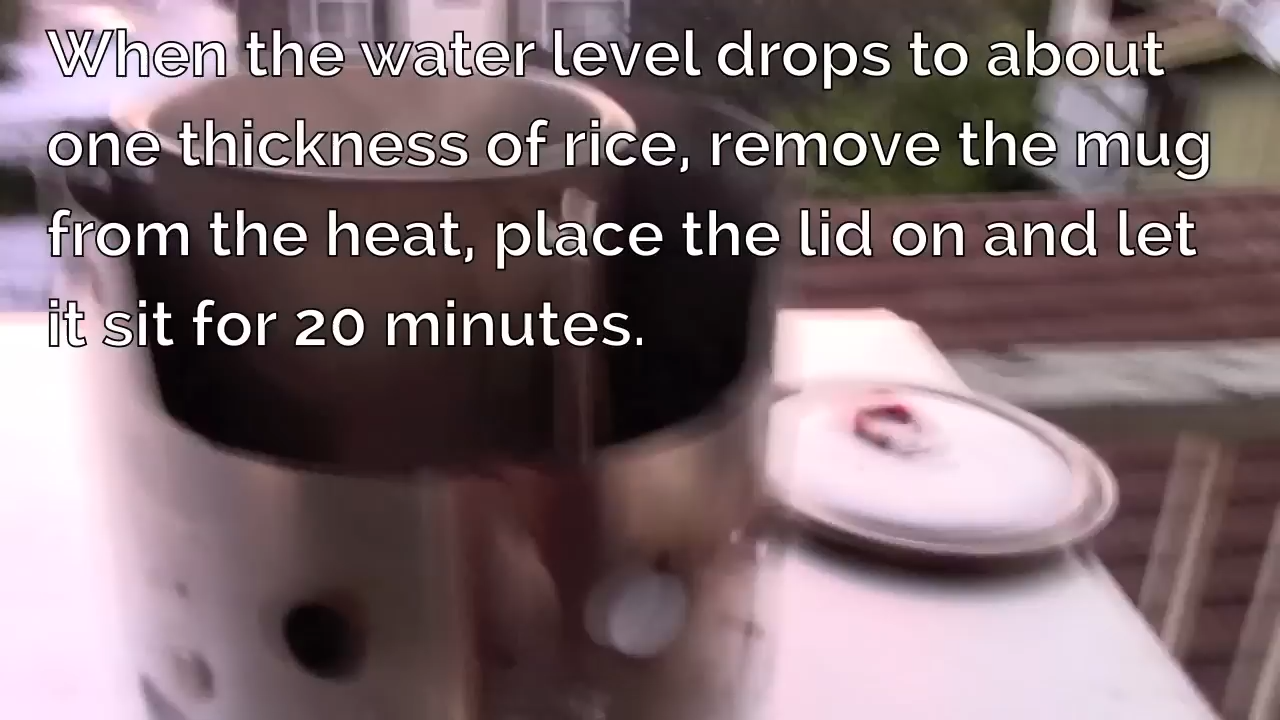 When the water level drops to about
one thickness of rice, remove the mug
from the heat, place the lid on and let
it sit for 20 minutes.